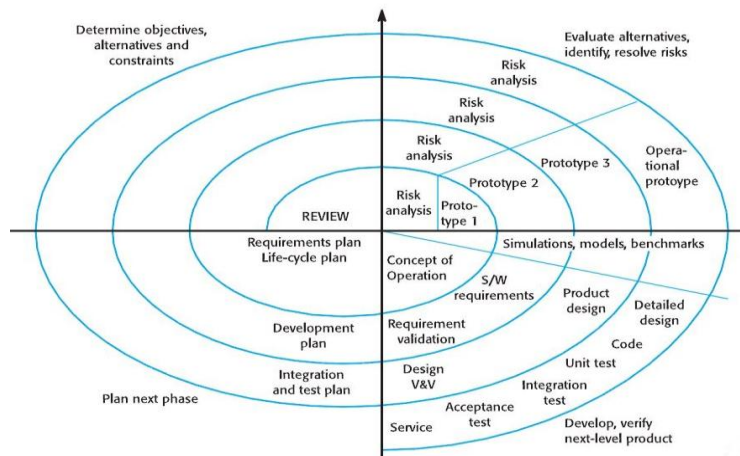 Determine objectives,
alternatives and
constraints
Evaluate alternatives,
identify, resolve risks
Risk
analysis
Risk
analysis
Risk
analysis
Risk
analysis
Proto-
type 1
Prototype 2
Prototype 3
Opera-
tional
protoype
REVIEW
Requirements plan
Life-cycle plan
Simulations, models, benchmarks
Concept of
Operation
S/W
requirements
Product
design
Detailed
design
Development
plan
Requirement
validation
Code
Unit test
Integration
and test plan
Design
V&V
Integration
test
Plan next phase
Acceptance
test
Service
Develop, verify
next-level product